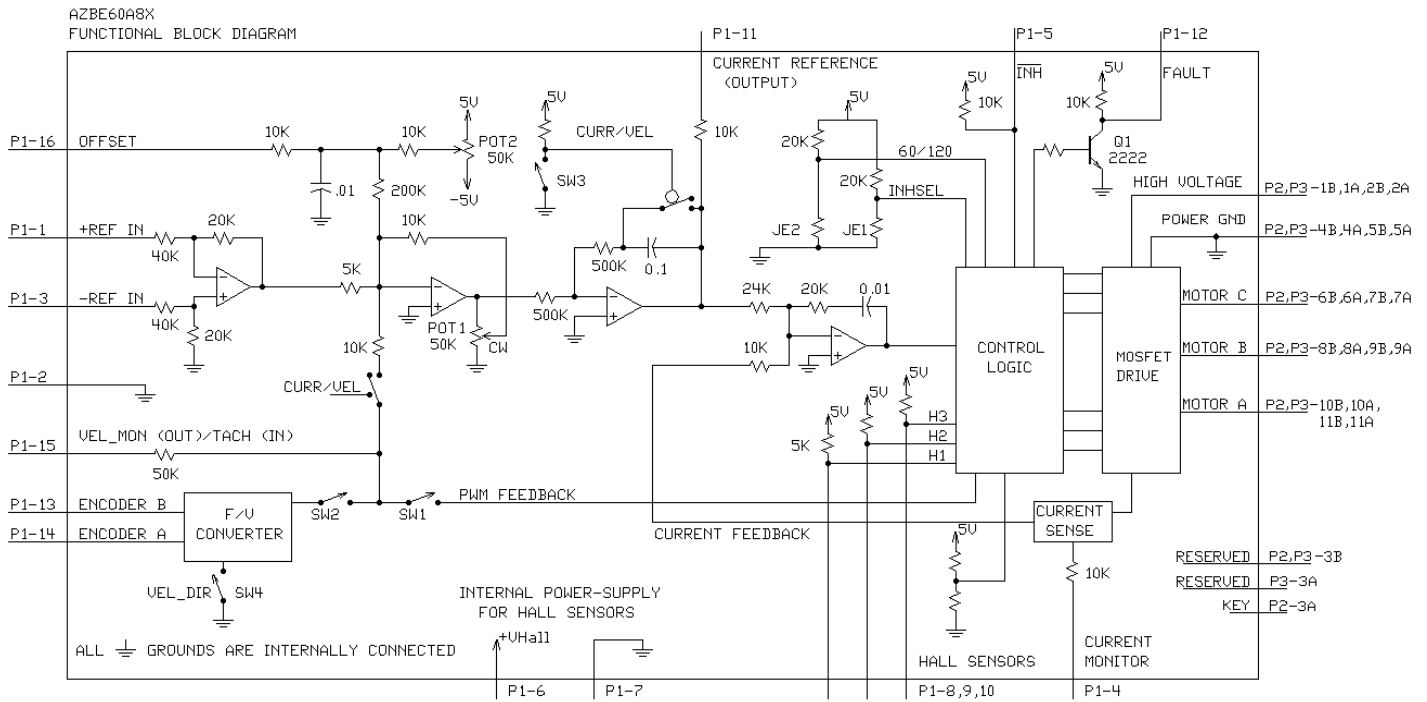 AZBE60A8X
FUNCTIONAL BLOCK DIAGRAM
P1-11
P1-5
P1-12
CURRENT REFERENCE
(OUTPUT)
INH
FAULT
5V
10K
5V
10K
Q1
2222
P1-16
OFFSET
10K
10K
5V
POT2
50K
-5V
.01
200K
5V
SW3
CURR/VEL
10K
5V
20K
60/120
20K
INHSEL
JE2
JE1
HIGH VOLTAGE
P2,P3-1B,1A,2B,2A
POWER GND
P2,P3-4B,4A,5B,5A
P1-1
+REF IN
40K
20K
10K
5K
500K
0.1
P1-3
-REF IN
40K
20K
POT1
50K
CW
500K
24K
20K
0.01
10K
CONTROL
LOGIC
MOSFET
DRIVE
MOTOR C
P2,P3-6B,6A,7B,7A
MOTOR B
P2,P3-8B,8A,9B,9A
MOTOR A
P2,P3-10B,10A,
11B,11A
P1-2
10K
CURR/VEL
5V
5V
5V
5K
H3
H2
H1
P1-15
VEL_MON (OUT)/TACH (IN)
50K
P1-13
ENCODER B
P1-14
ENCODER A
F/V
CONVERTER
SW2
SW1
PWM FEEDBACK
CURRENT FEEDBACK
CURRENT
SENSE
5V
10K
VEL_DIR
SW4
RESERVED
P2,P3-3B
RESERVED
P3-3A
KEY
P2-3A
INTERNAL POWER-SUPPLY
FOR HALL SENSORS
+VHall
ALL
GROUNDS ARE INTERNALLY CONNECTED
HALL SENSORS
CURRENT
MONITOR
P1-6
P1-7
P1-8,9,10
P1-4